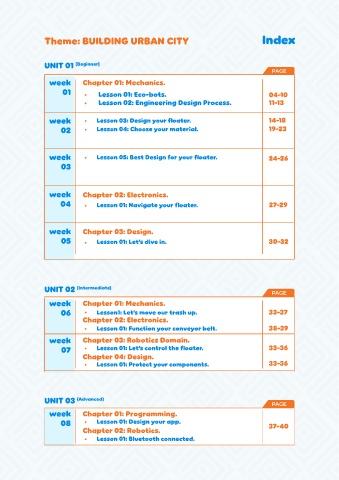 Theme: BUILDING URBAN CITY
Index
UNIT 01 (Beginner)
PAGE
week 01
Chapter 01: Mechanics.
• Lesson 01: Eco-bots. 04-10
• Lesson 02: Engineering Design Process. 11-13
week 02
• Lesson 03: Design your floater. 14-18
• Lesson 04: Choose your material. 19-23
week 03
• Lesson 05: Best Design for your floater. 24-26
week 04
Chapter 02: Electronics.
• Lesson 01: Navigate your floater. 27-29
week 05
Chapter 03: Design.
• Lesson 01: Let's dive in. 30-32
UNIT 02 (Intermediate)
PAGE
week 06
Chapter 01: Mechanics.
• Lesson1: Let's move our trash up. 33-37
Chapter 02: Electronics.
• Lesson 01: Function your conveyor belt. 38-39
week 07
Chapter 03: Robotics Domain.
• Lesson 01: Let's control the floater. 33-36
Chapter 04: Design.
• Lesson 01: Protect your components. 33-36
UNIT 03 (Advanced)
PAGE
week 08
Chapter 01: Programming.
• Lesson 01: Design your app.
Chapter 02: Robotics.
• Lesson 01: Bluetooth connected.
37-40